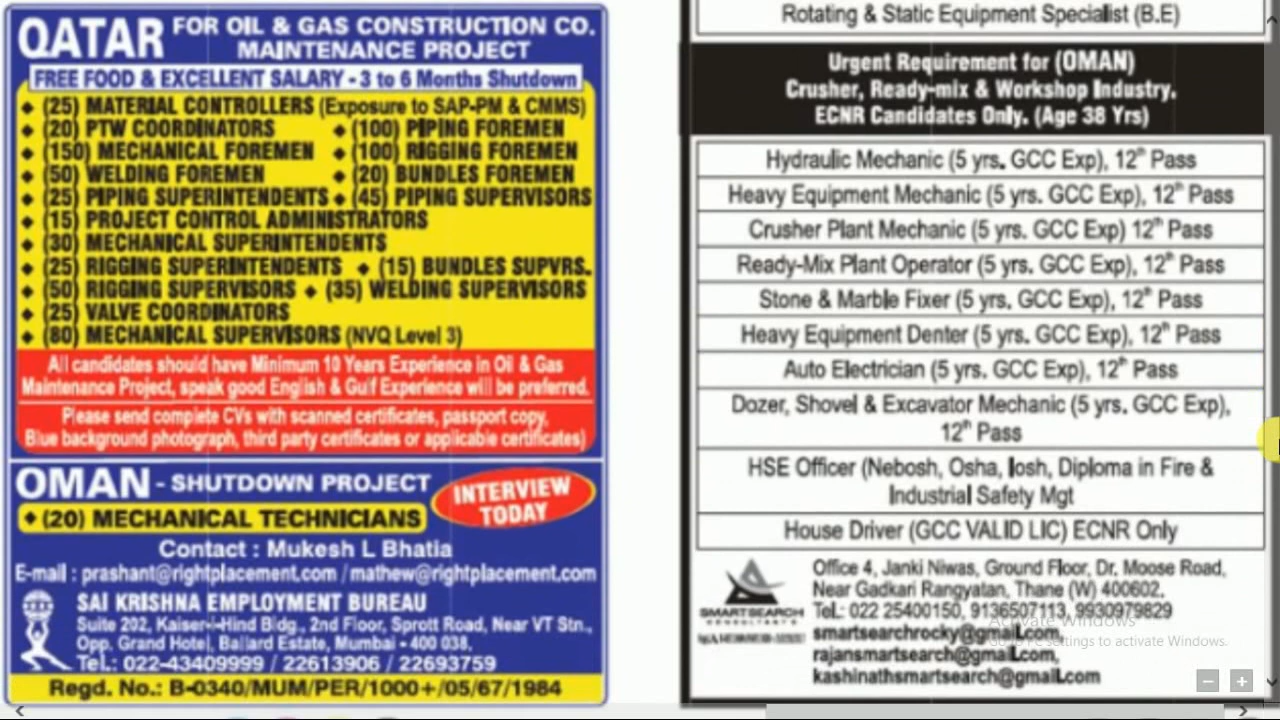 QATAR FOR OIL & GAS CONSTRUCTION CO.
MAINTENANCE PROJECT
FREE FOOD & EXCELLENT SALARY - 3 to 6 Months Shutdown
(25) MATERIAL CONTROLLERS (Exposure to SAP-PM & CMMS)
(20) PTW COORDINATORS ◆ (100) PIPING FOREMEN
(150) MECHANICAL FOREMEN ◆ (100) RIGGING FOREMEN
(50) WELDING FOREMEN ◆ (20) BUNDLES FOREMEN
(25) PIPING SUPERINTENDENTS ◆ (45) PIPING SUPERVISORS
(15) PROJECT CONTROL ADMINISTRATORS
(30) MECHANICAL SUPERINTENDENTS
(25) RIGGING SUPERINTENDENTS ◆ (15) BUNDLES SUPVRS.
(50) RIGGING SUPERVISORS ◆ (35) WELDING SUPERVISORS
(25) VALVE COORDINATORS
(80) MECHANICAL SUPERVISORS (NVQ Level 3)
All candidates should have Minimum 10 Years Experience in Oil & Gas
Maintenance Project, speak good English & Gulf Experience will be preferred.
Please send complete CVs with scanned certificates, passport copy,
Blue background photograph, third party certificates or applicable certificates)
OMAN - SHUTDOWN PROJECT
INTERVIEW
TODAY
(20) MECHANICAL TECHNICIANS
Contact : Mukesh L Bhatia
E-mail : prashant@rightplacement.com / mathew@rightplacement.com
SAI KRISHNA EMPLOYMENT BUREAU
Suite 202, Kaiser-I-Hind Bldg., 2nd Floor, Sprott Road, Near VT Stn.,
Opp. Grand Hotel, Ballard Estate, Mumbai - 400 038.
Tel.: 022-43409999 / 22613906 / 22693759
Regd. No.: B-0340/MUM/PER/1000+/05/67/1984
Rotating & Static Equipment Specialist (B.E)
Urgent Requirement for (OMAN)
Crusher, Ready-mix & Workshop Industry.
ECNR Candidates Only. (Age 38 Yrs)
Hydraulic Mechanic (5 yrs. GCC Exp), 12th Pass
Heavy Equipment Mechanic (5 yrs. GCC Exp), 12th Pass
Crusher Plant Mechanic (5 yrs. GCC Exp) 12th Pass
Ready-Mix Plant Operator (5 yrs. GCC Exp), 12th Pass
Stone & Marble Fixer (5 yrs. GCC Exp), 12th Pass
Heavy Equipment Denter (5 yrs. GCC Exp), 12th Pass
Auto Electrician (5 yrs. GCC Exp), 12th Pass
Dozer, Shovel & Excavator Mechanic (5 yrs. GCC Exp),
12th Pass
HSE Officer (Nebosh, Osha, Iosh, Diploma in Fire &
Industrial Safety Mgt
House Driver (GCC VALID LIC) ECNR Only
SMARTSEARCH
CONSULTANTS
Office 4, Janki Niwas, Ground Floor, Dr. Moose Road,
Near Gadkari Rangyatan, Thane (W) 400602.
Tel.: 022 25400150, 9136507113, 9930979829
smartsearchrocky@gmail.com,
rajansmartsearch@gmail.com,
kashinathsmartsearch@gmail.com
Activate Windows
Go to PC settings to activate Windows.